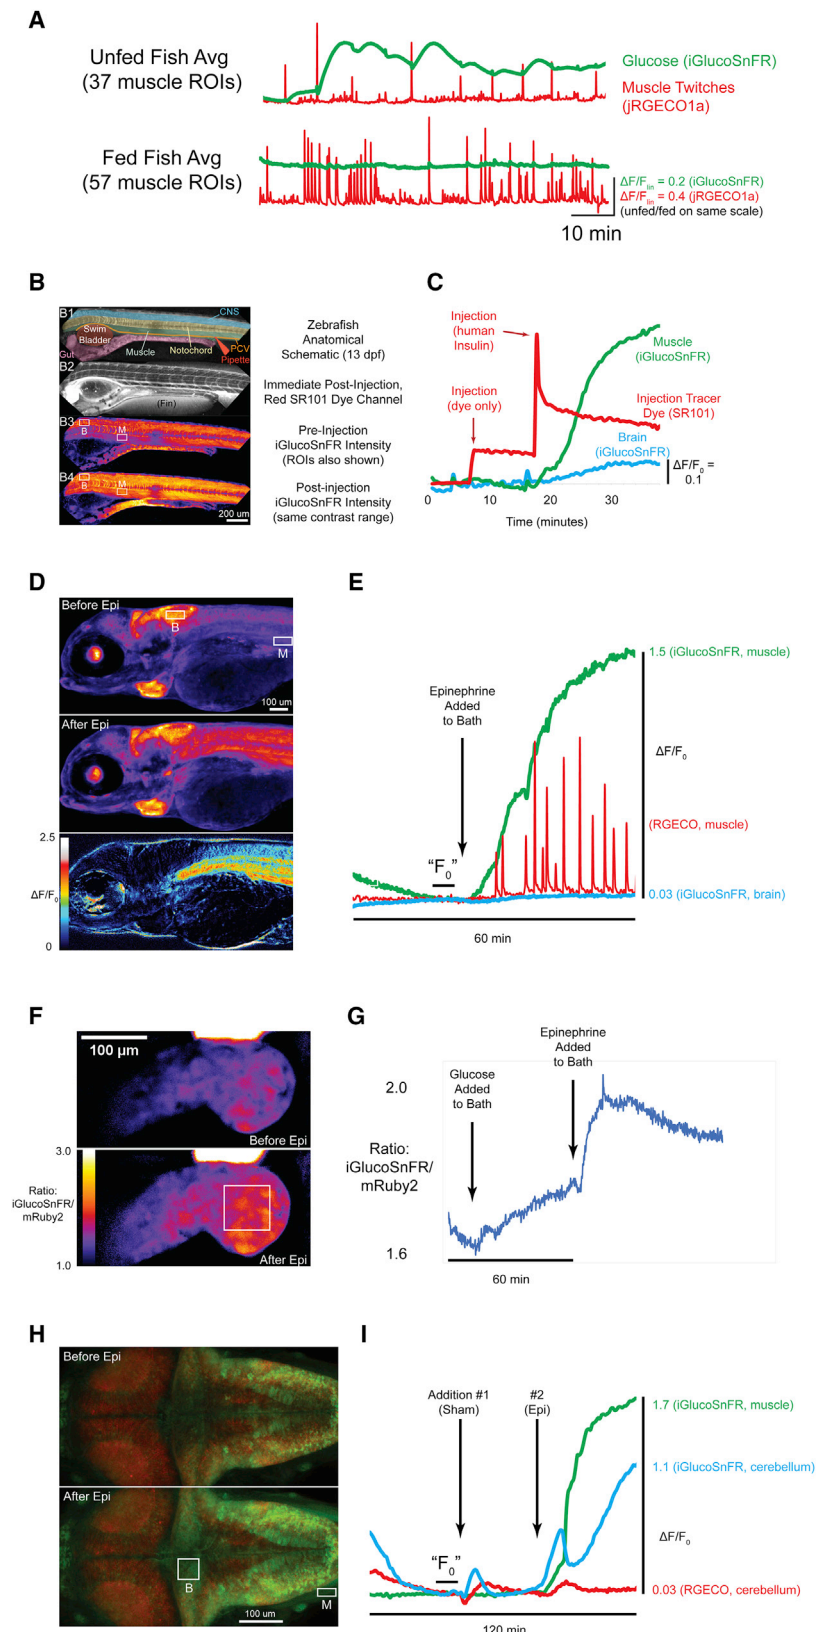 A
Unfed Fish Avg
(37 muscle ROIs)
Glucose (iGlucoSnFR)
Muscle Twitches
(jRGECO1a)
Fed Fish Avg
(57 muscle ROIs)
ΔF/Flin = 0.2 (iGlucoSnFR)
ΔF/Flin = 0.4 (jRGECO1a)
(unfed/fed on same scale)
10 min
B
B1
CNS
Swim
Bladder
Gut
Muscle
Notochord
PCV
Pipette
Zebrafish
Anatomical
Schematic (13 dpf)
B2
(Fin)
Immediate Post-Injection,
Red SR101 Dye Channel
B3
B
M
Pre-Injection
iGlucoSnFR Intensity
(ROIs also shown)
B4
B
M
200 um
Post-injection
iGlucoSnFR Intensity
(same contrast range)
C
Injection
(human
Insulin)
Injection
(dye only)
Muscle
(iGlucoSnFR)
Injection Tracer
Dye (SR101)
Brain
(iGlucoSnFR)
ΔF/F0 =
0.1
0
10
20
30
Time (minutes)
D
Before Epi
B
M
100 um
After Epi
2.5
ΔF/F0
0
E
Epinephrine
Added
to Bath
“F0”
1.5 (iGlucoSnFR, muscle)
ΔF/F0
(RGECO, muscle)
0.03 (iGlucoSnFR, brain)
60 min
F
100 µm
Before Epi
3.0
Ratio:
iGlucoSnFR/
mRuby2
1.0
After Epi
G
Epinephrine
Added
to Bath
Glucose
Added
to Bath
2.0
Ratio:
iGlucoSnFR/
mRuby2
1.6
60 min
H
Before Epi
After Epi
B
M
100 um
I
Addition #1
(Sham)
#2
(Epi)
“F0”
1.7 (iGlucoSnFR, muscle)
1.1 (iGlucoSnFR, cerebellum)
ΔF/F0
0.03 (RGECO, cerebellum)
120 min